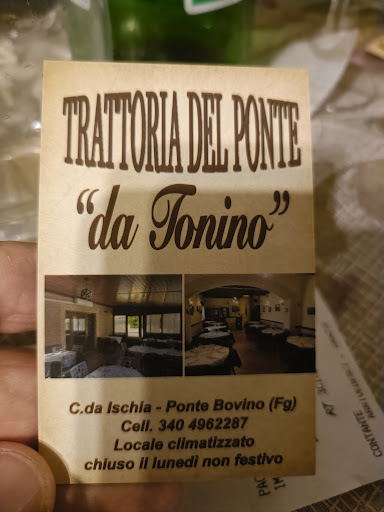 TRATTORIA DEL PONTE
“da Tonino”
C.da Ischia - Ponte Bovino (Fg)
Cell. 340 4962287
Locale climatizzato
chiuso il lunedì non festivo
CONTANTE